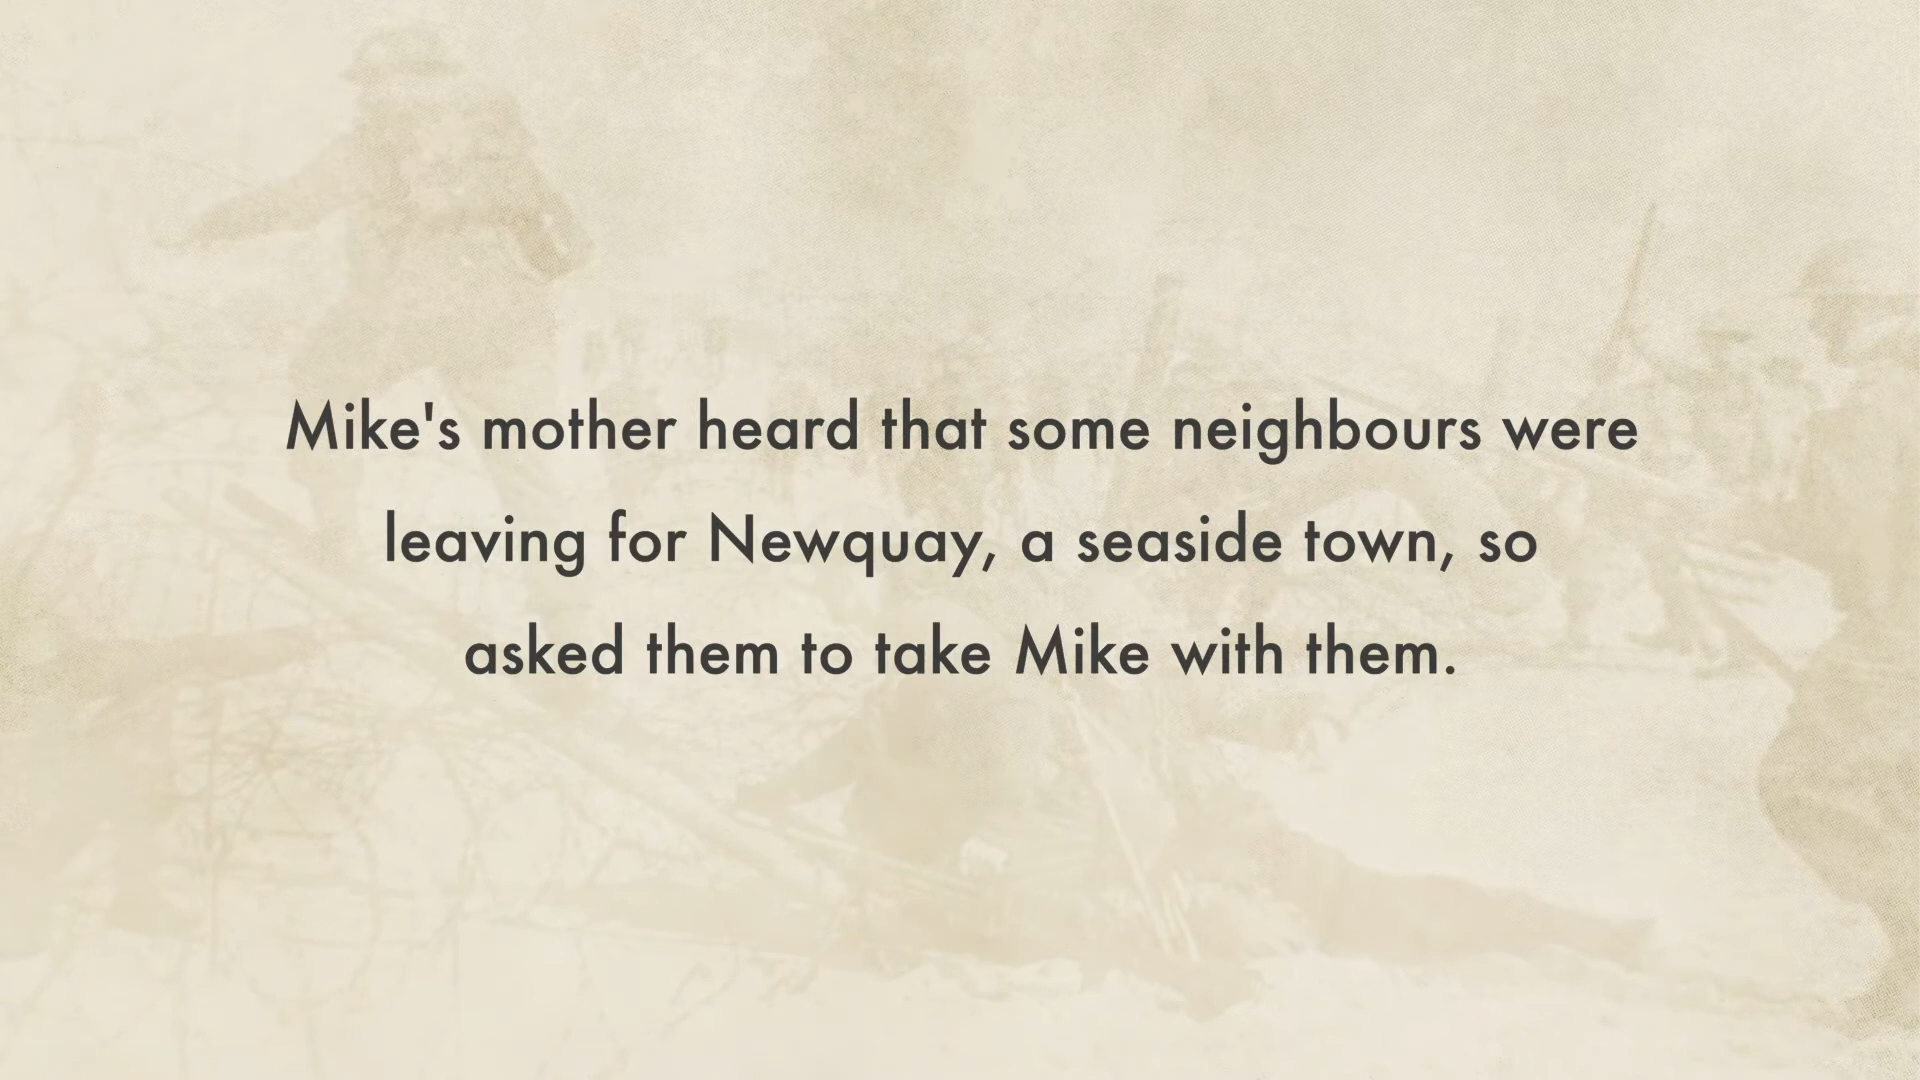 Mike's mother heard that some neighbours were
leaving for Newquay, a seaside town, so
asked them to take Mike with them.